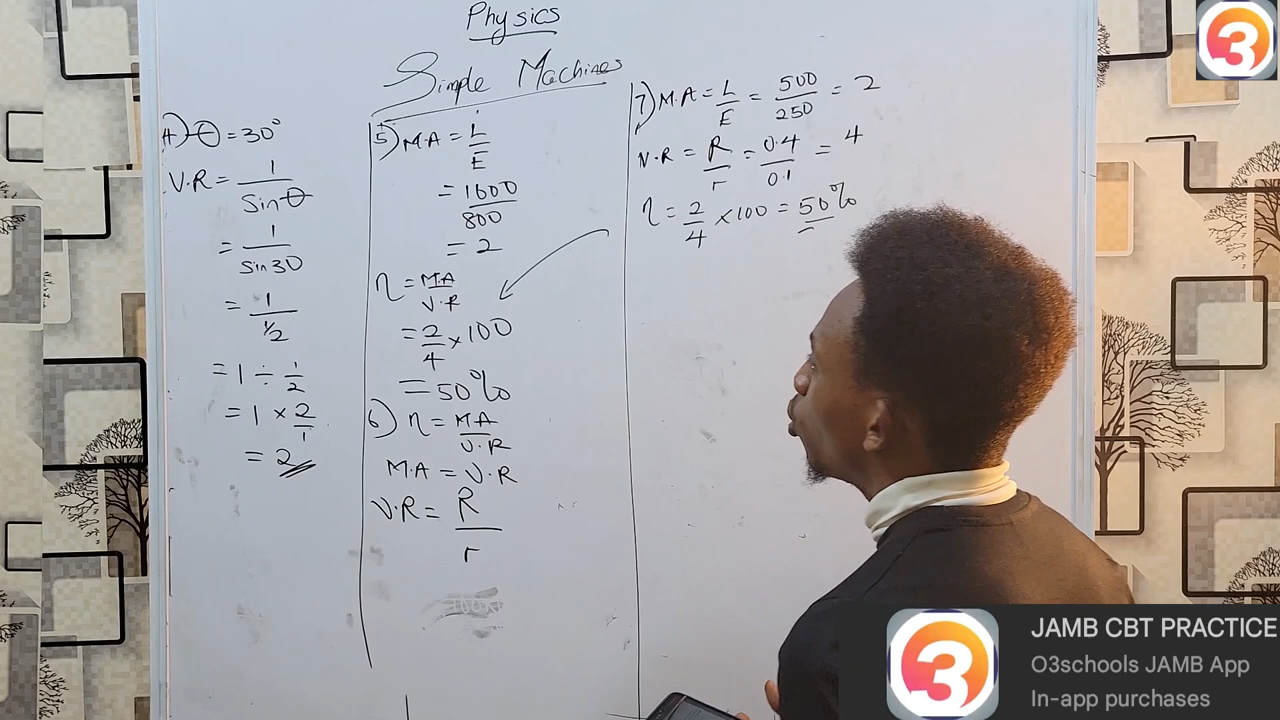 Physics
Simple Machines
4) θ = 30°
V.R = 1/Sinθ
= 1/Sin30
= 1/½
= 1 ÷ 1/2
= 1 × 2/1
= 2
5) M.A = L/E
= 1600/800
= 2
η = M.A/V.R
= 2/4 × 100
= 50%
6) η = M.A/V.R
M.A = V.R
V.R = R/r
7) M.A = L/E = 500/250 = 2
V.R = R/r = 0.4/0.1 = 4
η = 2/4 × 100 = 50%
3
3
JAMB CBT PRACTICE
O3schools JAMB App
In-app purchases